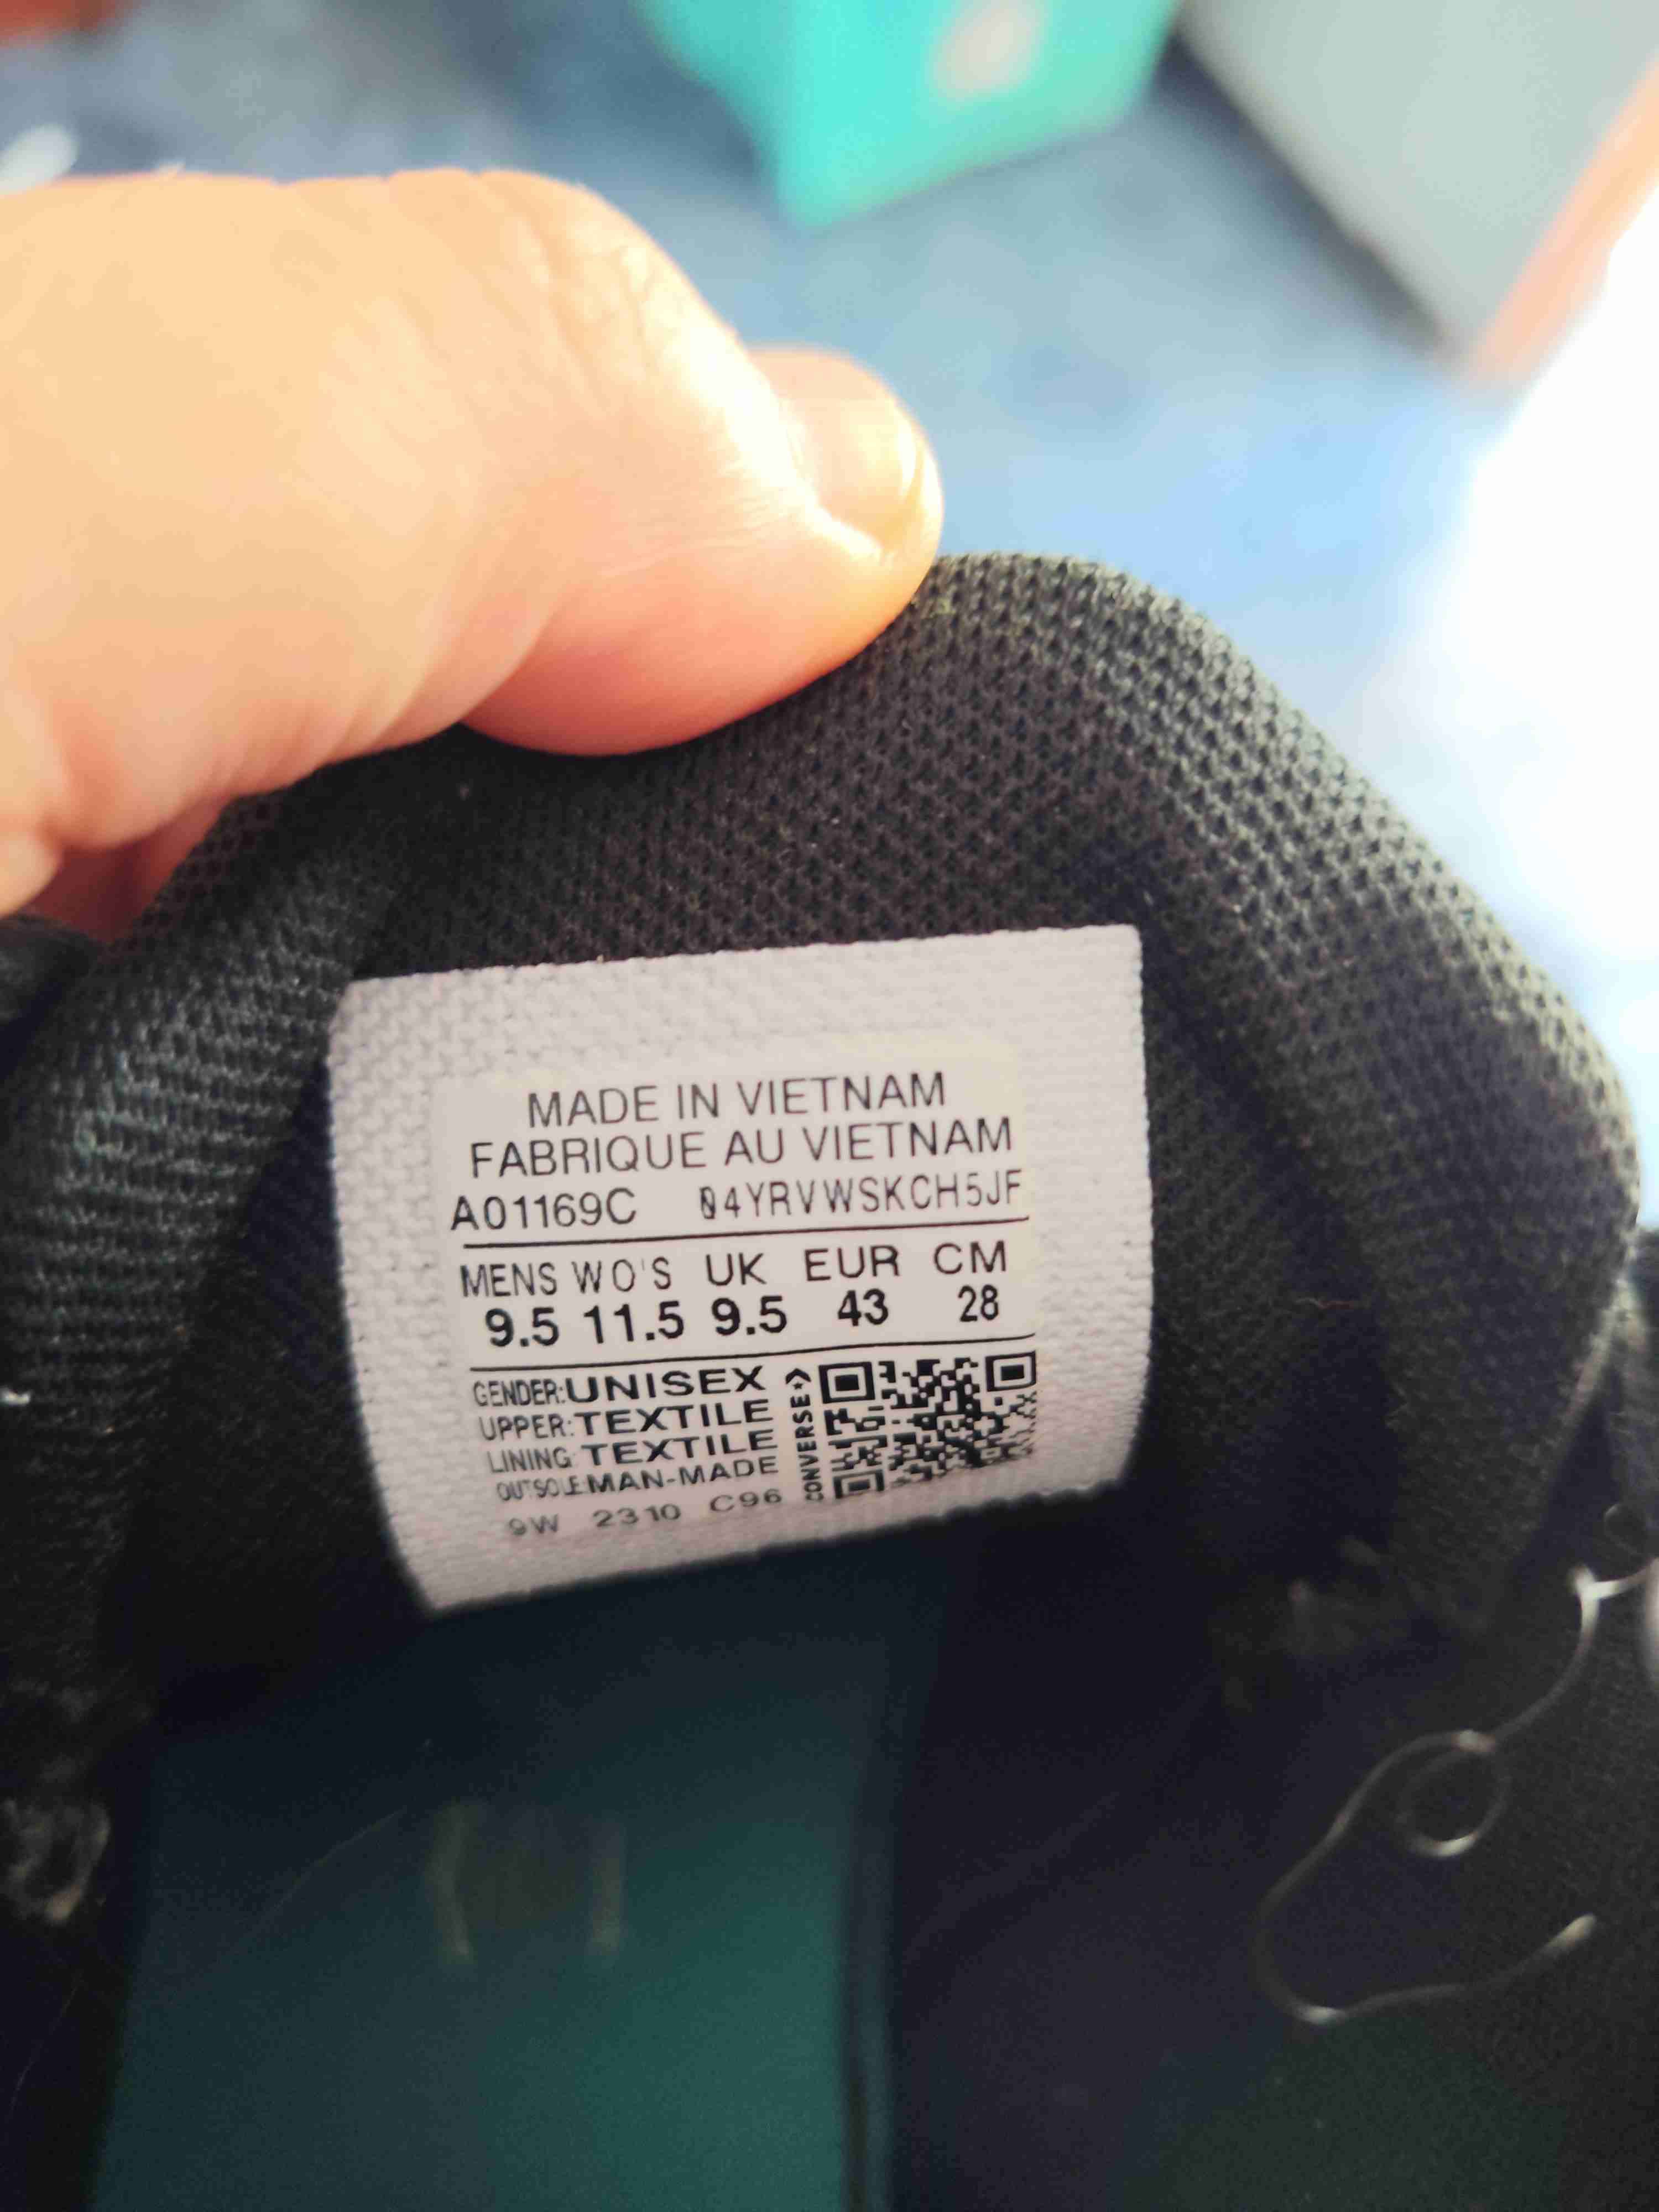 MADE IN VIETNAM
FABRIQUE AU VIETNAM
A01169C 04YRVWSKCH5JF
MENS WO'S UK EUR CM
9.5 11.5 9.5 43 28
GENDER:UNISEX
UPPER:TEXTILE
LINING:TEXTILE
OUTSOLE:MAN-MADE
9W 2310 C96
CONVERSE